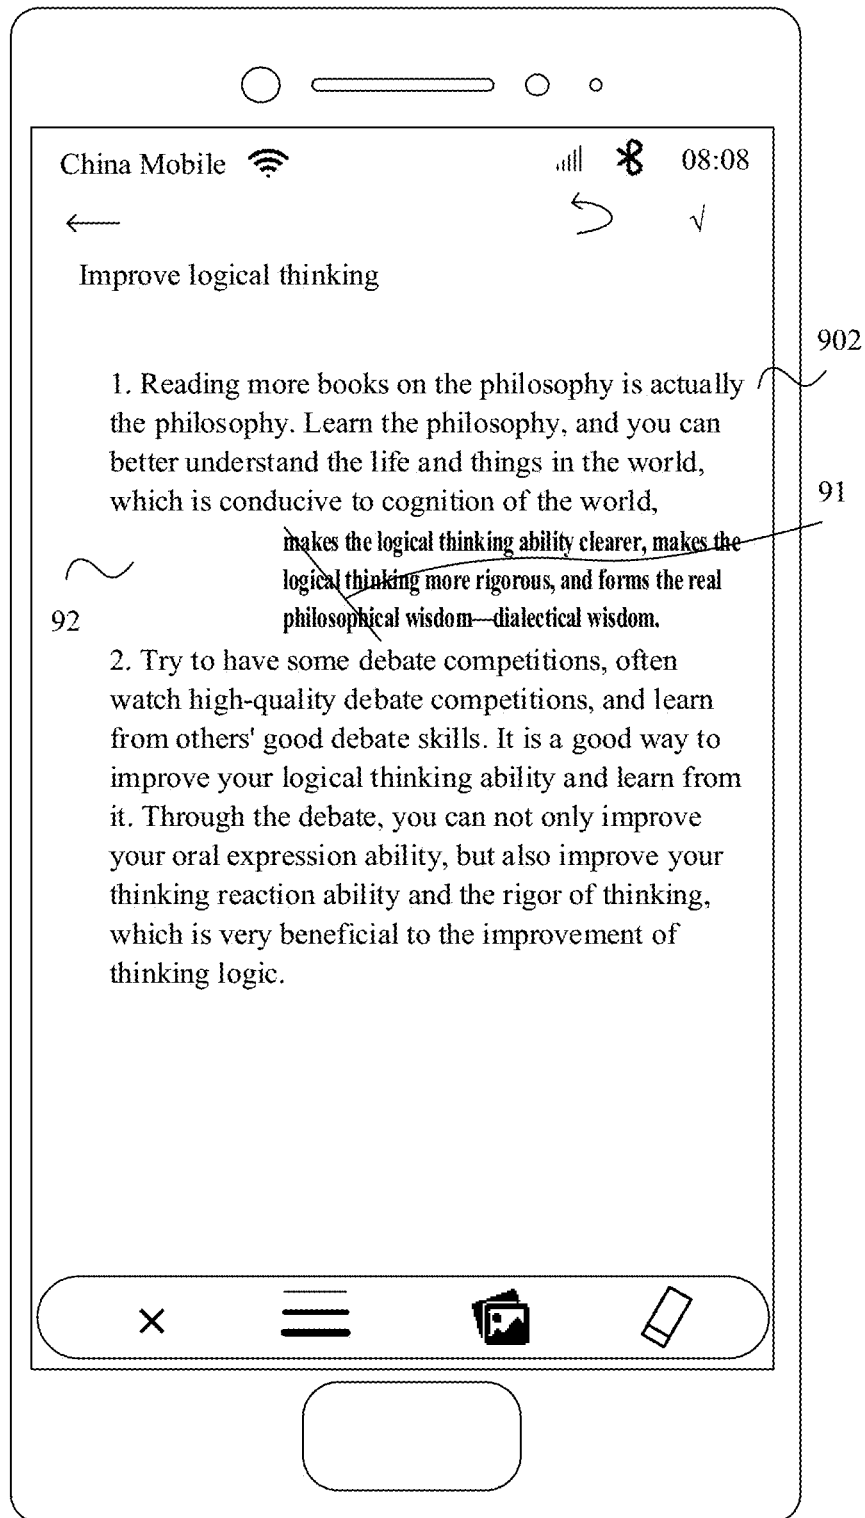 China Mobile 08:08
√
Improve logical thinking
902
1. Reading more books on the philosophy is actually
the philosophy. Learn the philosophy, and you can
better understand the life and things in the world,
which is conducive to cognition of the world,
91
makes the logical thinking ability clearer, makes the
logical thinking more rigorous, and forms the real
philosophical wisdom—dialectical wisdom.
92
2. Try to have some debate competitions, often
watch high-quality debate competitions, and learn
from others' good debate skills. It is a good way to
improve your logical thinking ability and learn from
it. Through the debate, you can not only improve
your oral expression ability, but also improve your
thinking reaction ability and the rigor of thinking,
which is very beneficial to the improvement of
thinking logic.